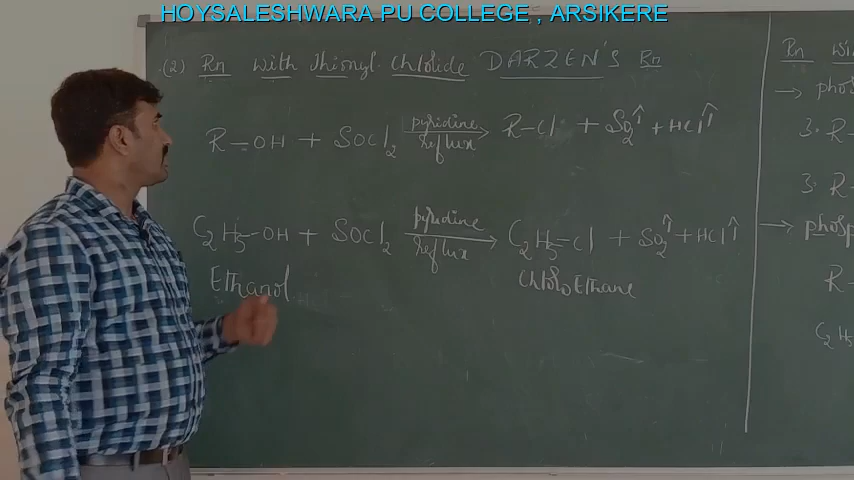 HOYSALESHWARA PU COLLEGE , ARSIKERE
(2) Rn with Thionyl Chloride DARZEN'S Rn
R-OH + SOCl2 pyridine reflux → R-Cl + SO2↑ + HCl↑
C2H5-OH + SOCl2 pyridine reflux → C2H5-Cl + SO2↑ + HCl↑
Ethanol ChloroEthane
Rn Wi
→ phos
3. R-
3. R-
→ phosp
R-
C2H5